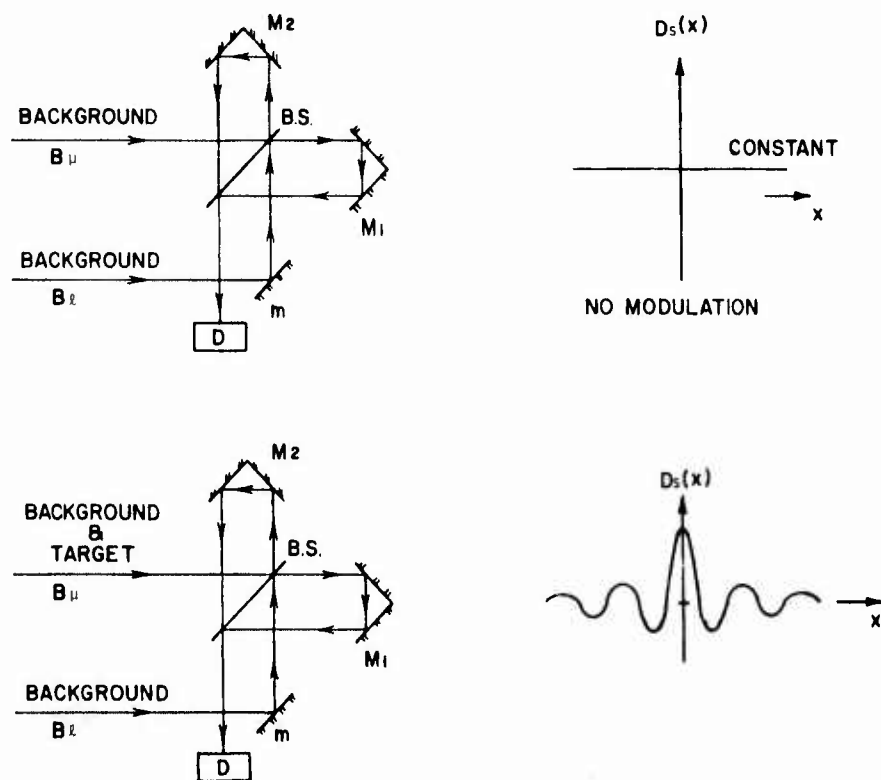 M2
Ds(x)
BACKGROUND
B.S.
Bμ
CONSTANT
x
M1
BACKGROUND
Bℓ
m
NO MODULATION
D
M2
Ds(x)
BACKGROUND
&
TARGET
B.S.
Bμ
x
M1
BACKGROUND
Bℓ
m
D